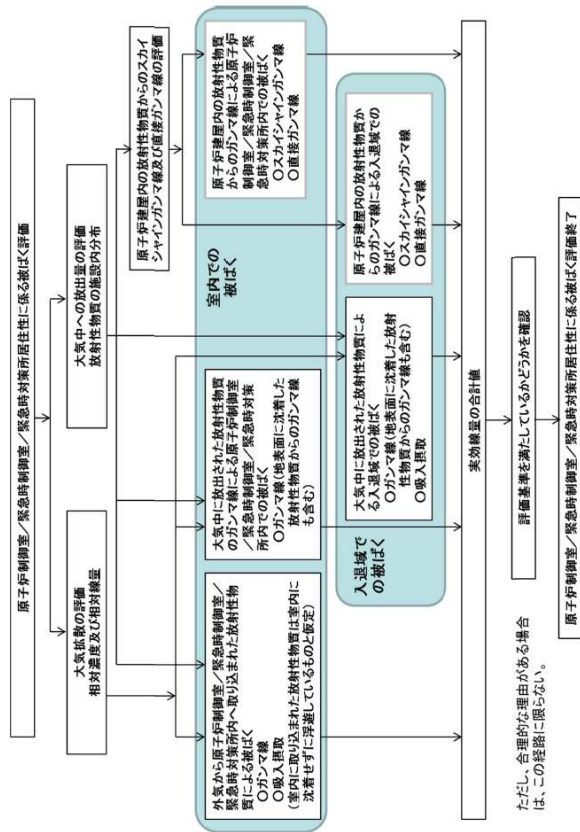 原子炉制御室/緊急時制御室/緊急時対策所居住性に係る被ばく評価
大気拡散の評価
相対濃度及び相対線量
大気中への放出量の評価
放射性物質の施設内分布
原子炉建屋内の放射性物質からのスカイ
シャインガンマ線及び直接ガンマ線の評価
室内での
被ばく
外気から原子炉制御室/緊急時制御室/
緊急時対策所内へ取り込まれた放射性物
質による被ばく
○ガンマ線
○吸入摂取
(室内に取り込まれた放射性物質は室内に
沈着せずに浮遊しているものと仮定)
大気中に放出された放射性物質
のガンマ線による原子炉制御室
/緊急時制御室/緊急時対策
所内での被ばく
○ガンマ線(地表面に沈着した
放射性物質からのガンマ線
も含む)
原子炉建屋内の放射性物質
からのガンマ線による原子炉
制御室/緊急時制御室/緊
急時対策所内での被ばく
○スカイシャインガンマ線
○直接ガンマ線
入退域で
の被ばく
大気中に放出された放射性物質によ
る入退域での被ばく
○ガンマ線(地表面に沈着した放射
性物質からのガンマ線も含む)
○吸入摂取
原子炉建屋内の放射性物質か
らのガンマ線による入退域での
被ばく
○スカイシャインガンマ線
○直接ガンマ線
実効線量の合計値
ただし、合理的な理由がある場合
は、この経路に限らない。
評価基準を満たしているかどうかを確認
原子炉制御室/緊急時制御室/緊急時対策所居住性に係る被ばく評価終了